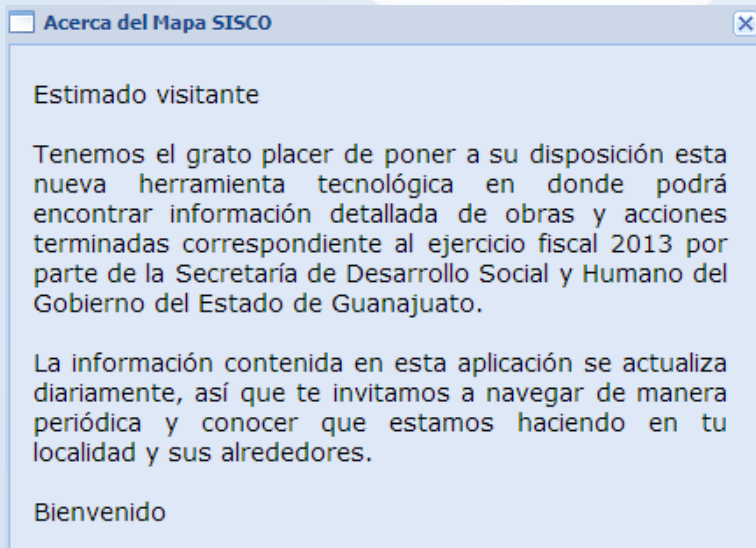 Acerca del Mapa SISCO
Estimado visitante
Tenemos el grato placer de poner a su disposición esta
nueva herramienta tecnológica en donde podrá
encontrar información detallada de obras y acciones
terminadas correspondiente al ejercicio fiscal 2013 por
parte de la Secretaría de Desarrollo Social y Humano del
Gobierno del Estado de Guanajuato.
La información contenida en esta aplicación se actualiza
diariamente, así que te invitamos a navegar de manera
periódica y conocer que estamos haciendo en tu
localidad y sus alrededores.
Bienvenido